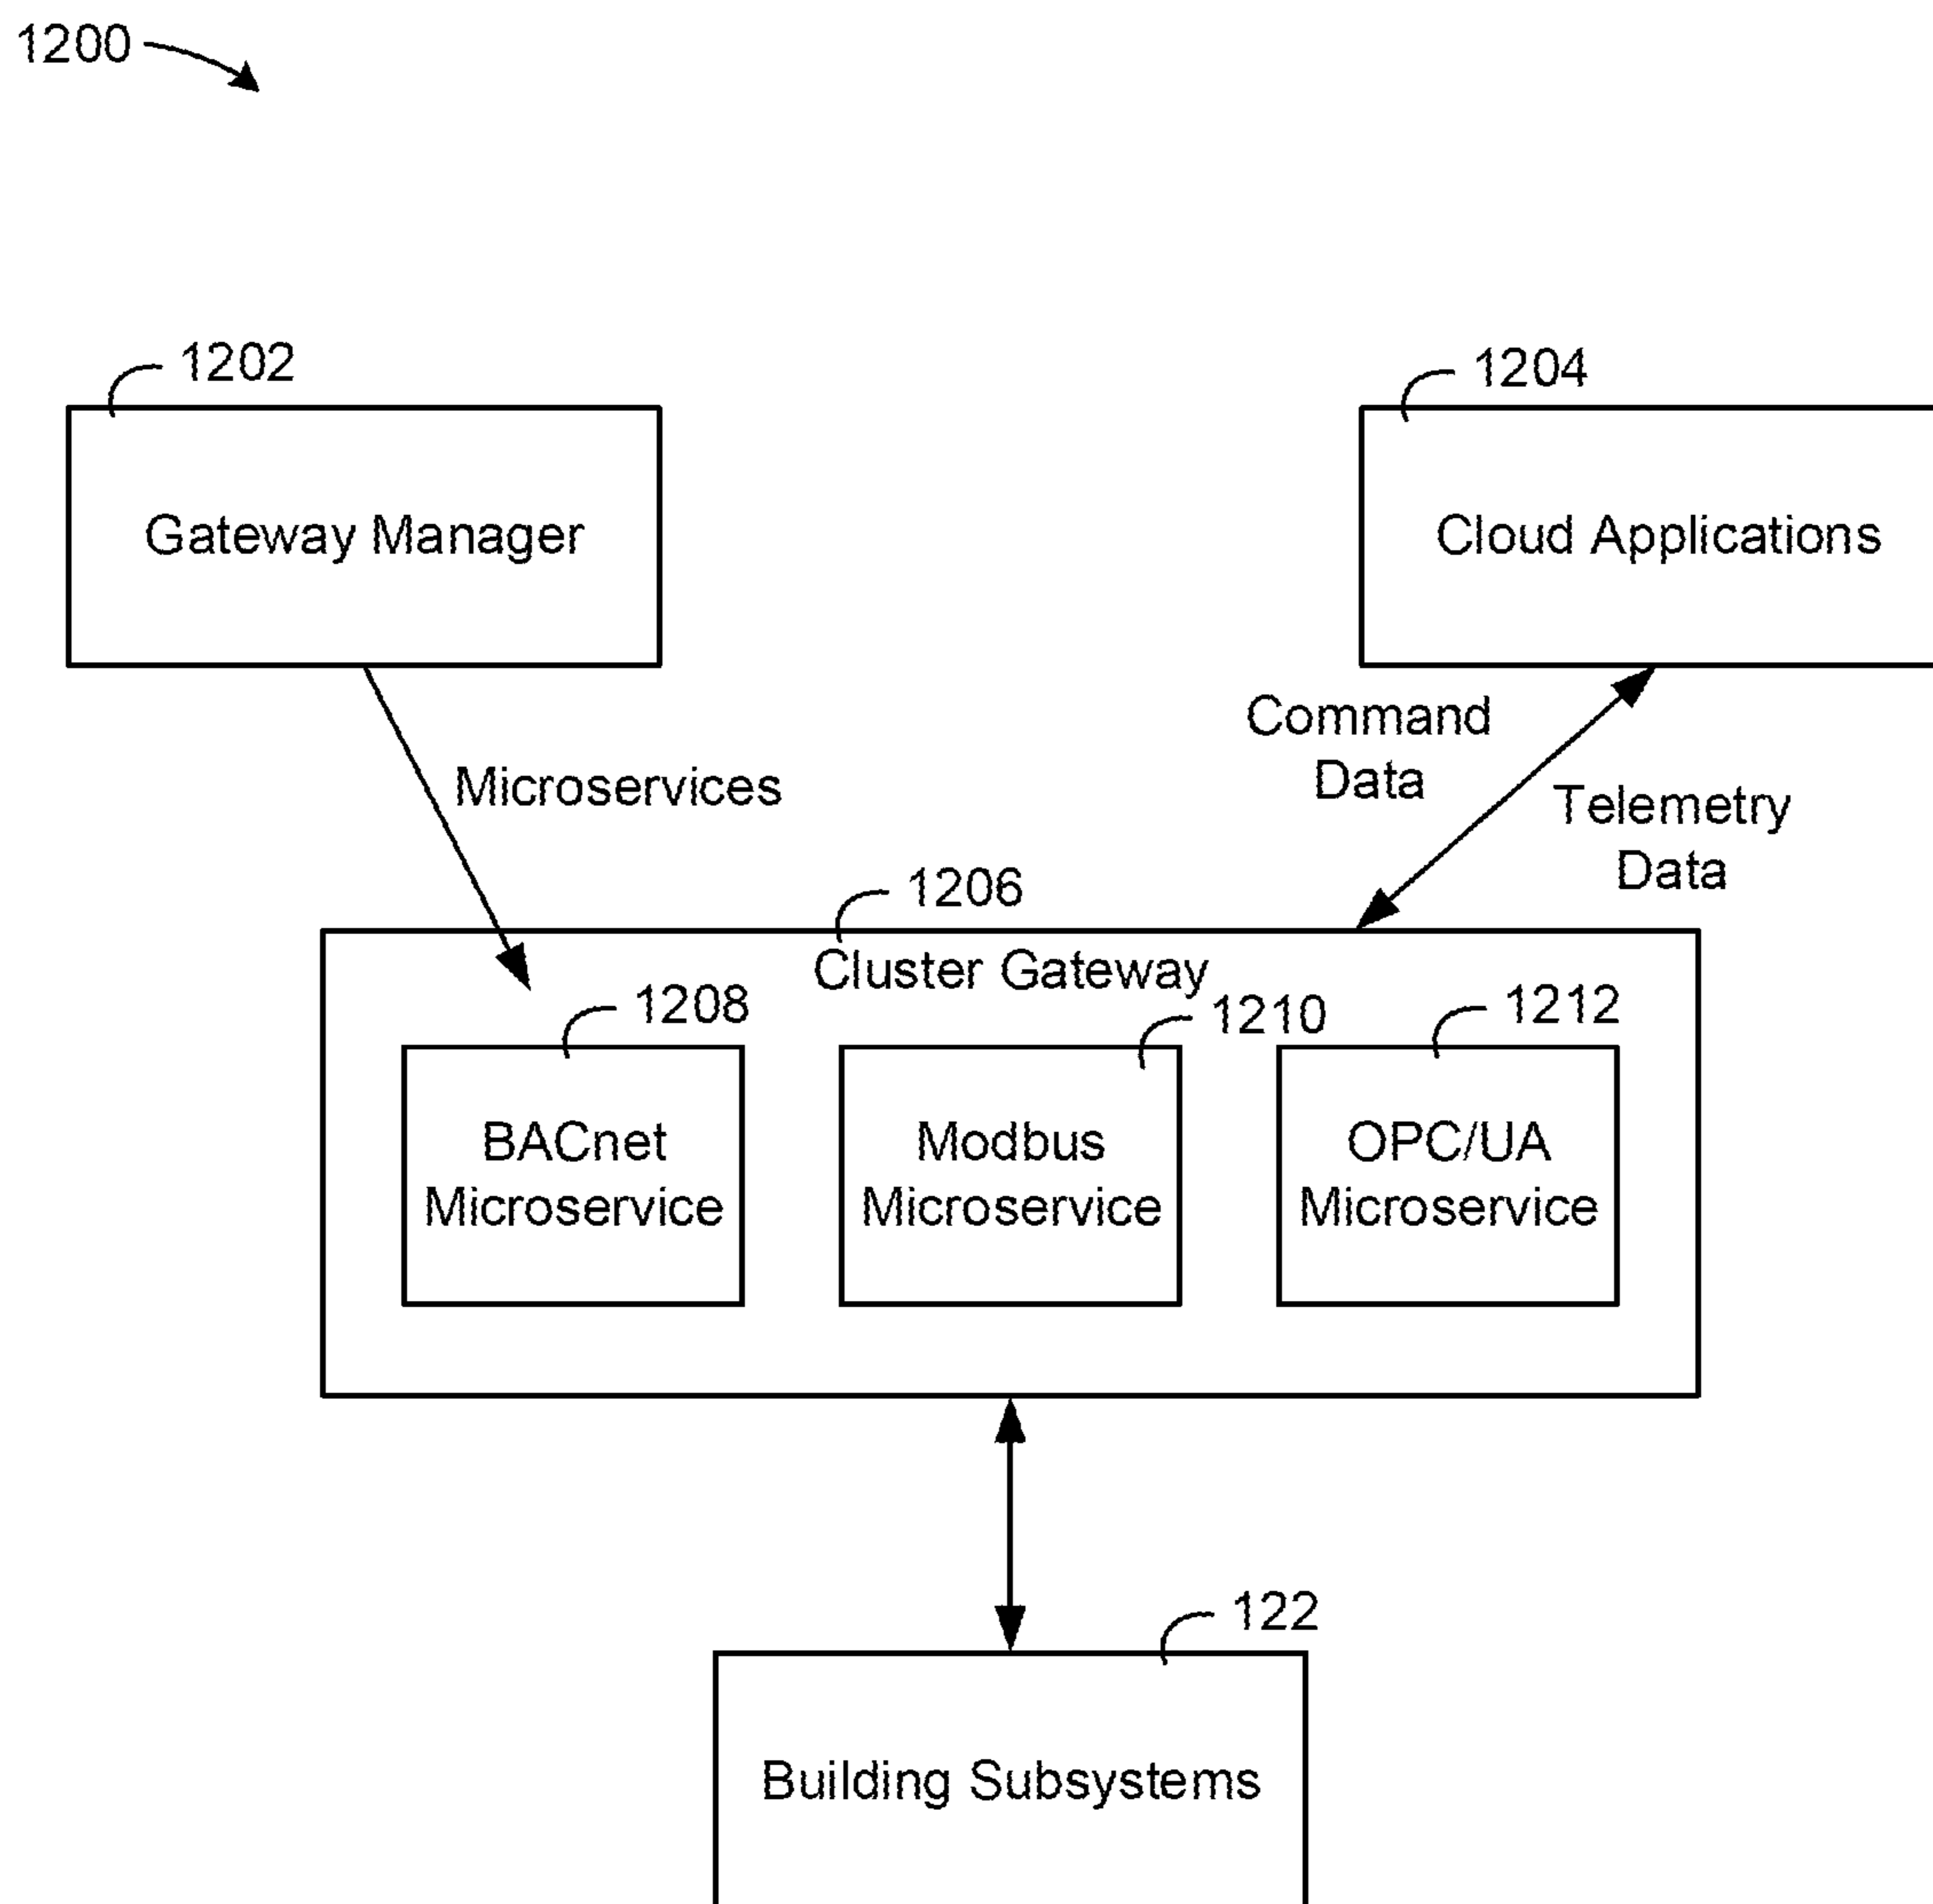 1200
1202
Gateway Manager
1204
Cloud Applications
Microservices
Command
Data
Telemetry
Data
1206
Cluster Gateway
1208
BACnet
Microservice
1210
Modbus
Microservice
1212
OPC/UA
Microservice
122
Building Subsystems